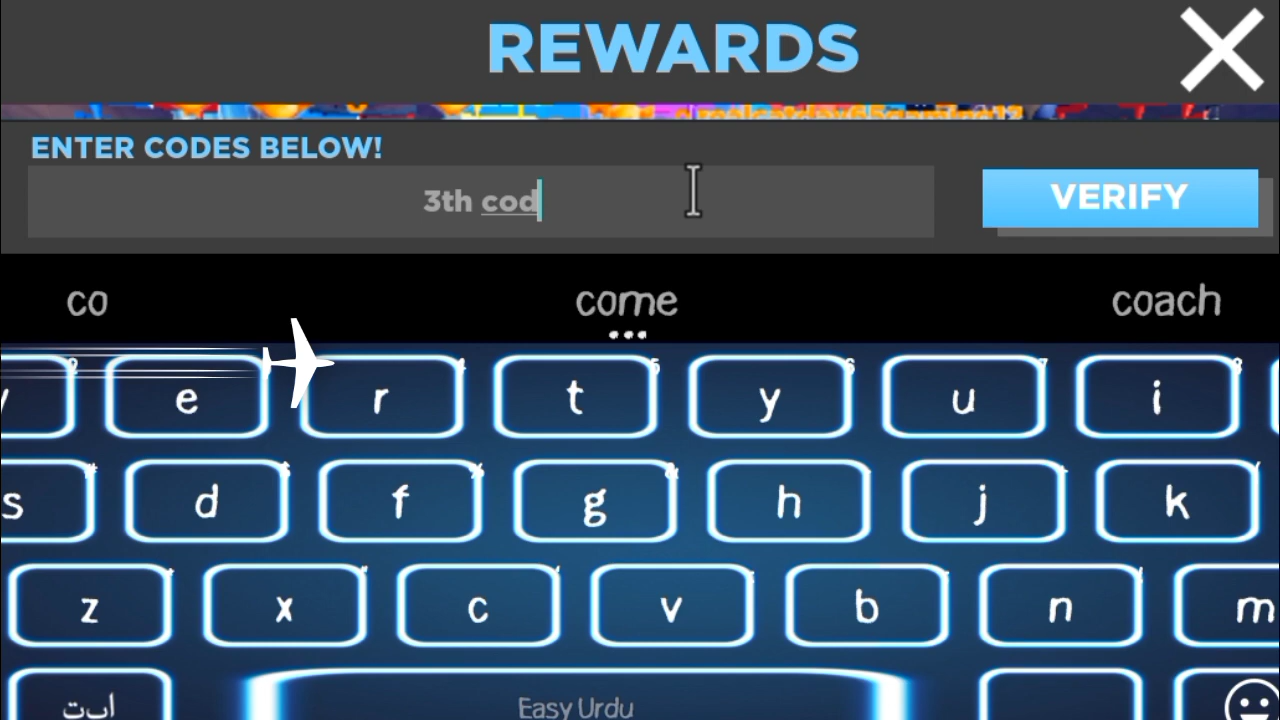 REWARDS
ENTER CODES BELOW!
3th cod
VERIFY
co come coach
e r t y u i
s d f g h j k
z x c v b n m
ا ب ت Easy Urdu